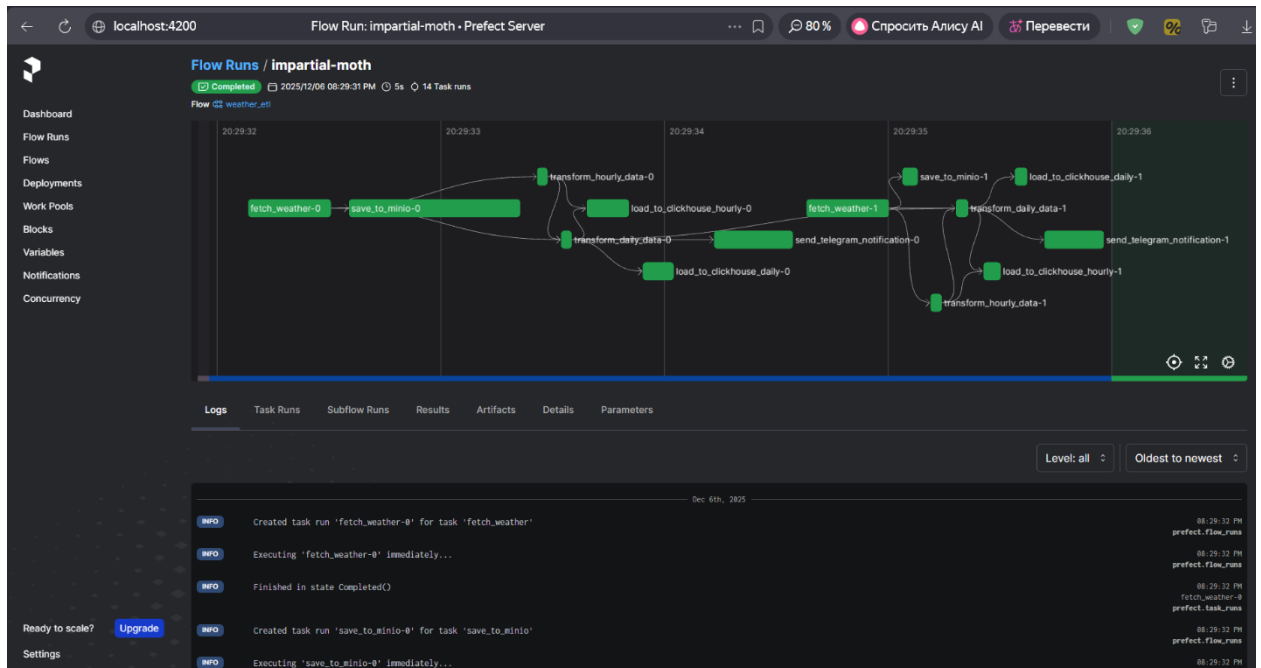 localhost:4200
Flow Run: impartial-moth • Prefect Server
80 %
Спросить Алису AI
Перевести
Flow Runs / impartial-moth
Completed 2025/12/06 08:29:31 PM 5s 14 Task runs
Flow weather_etl
Dashboard
Flow Runs
Flows
Deployments
Work Pools
Blocks
Variables
Notifications
Concurrency
20:29:32 20:29:33 20:29:34 20:29:35 20:29:36
transform_hourly_data-0 save_to_minio-1 load_to_clickhouse_daily-1
fetch_weather-0 save_to_minio-0 load_to_clickhouse_hourly-0 fetch_weather-1 transform_daily_data-1
transform_daily_data-0 send_telegram_notification-0 send_telegram_notification-1
load_to_clickhouse_daily-0 load_to_clickhouse_hourly-1
transform_hourly_data-1
Logs Task Runs Subflow Runs Results Artifacts Details Parameters
Level: all Oldest to newest
Dec 6th, 2025
INFO Created task run 'fetch_weather-0' for task 'fetch_weather' 08:29:32 PM
prefect.flow_runs
INFO Executing 'fetch_weather-0' immediately... 08:29:32 PM
prefect.flow_runs
INFO Finished in state Completed() 08:29:32 PM
fetch_weather-0
prefect.task_runs
INFO Created task run 'save_to_minio-0' for task 'save_to_minio' 08:29:32 PM
prefect.flow_runs
INFO Executing 'save_to_minio-0' immediately... 08:29:32 PM
Ready to scale? Upgrade
Settings